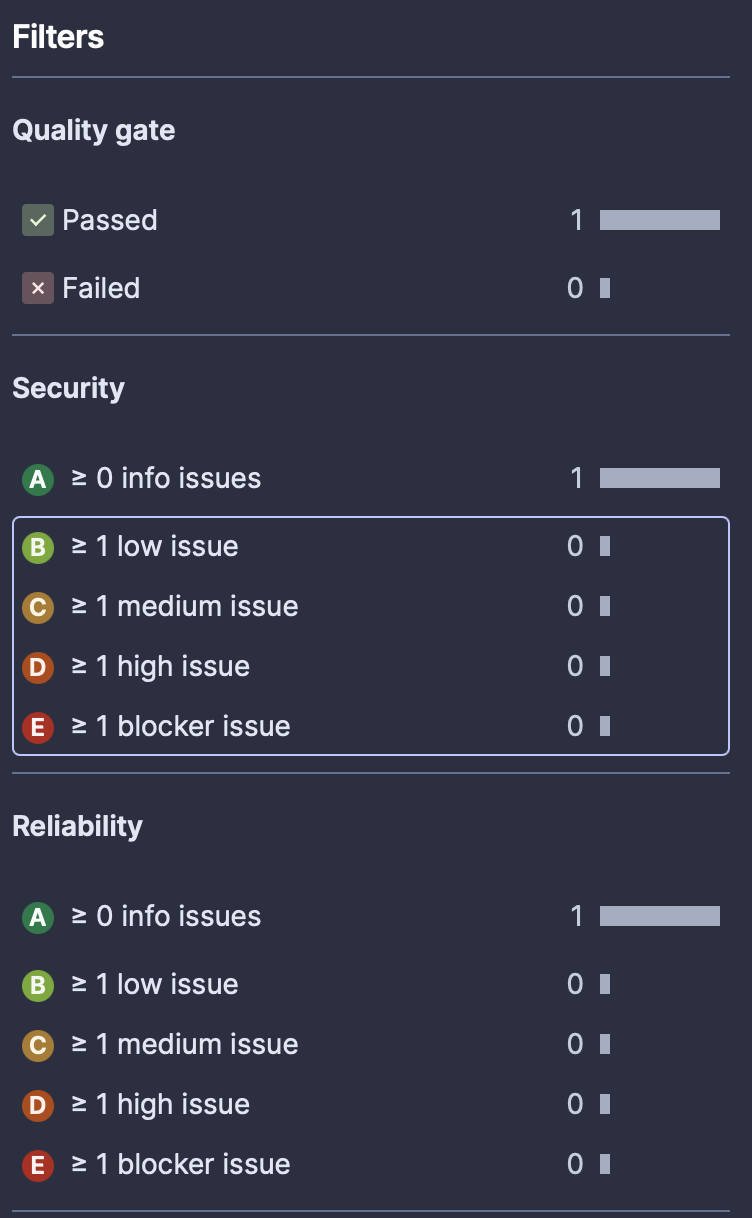 Filters
Quality gate
Passed 1
Failed 0
Security
A ≥ 0 info issues 1
B ≥ 1 low issue 0
C ≥ 1 medium issue 0
D ≥ 1 high issue 0
E ≥ 1 blocker issue 0
Reliability
A ≥ 0 info issues 1
B ≥ 1 low issue 0
C ≥ 1 medium issue 0
D ≥ 1 high issue 0
E ≥ 1 blocker issue 0